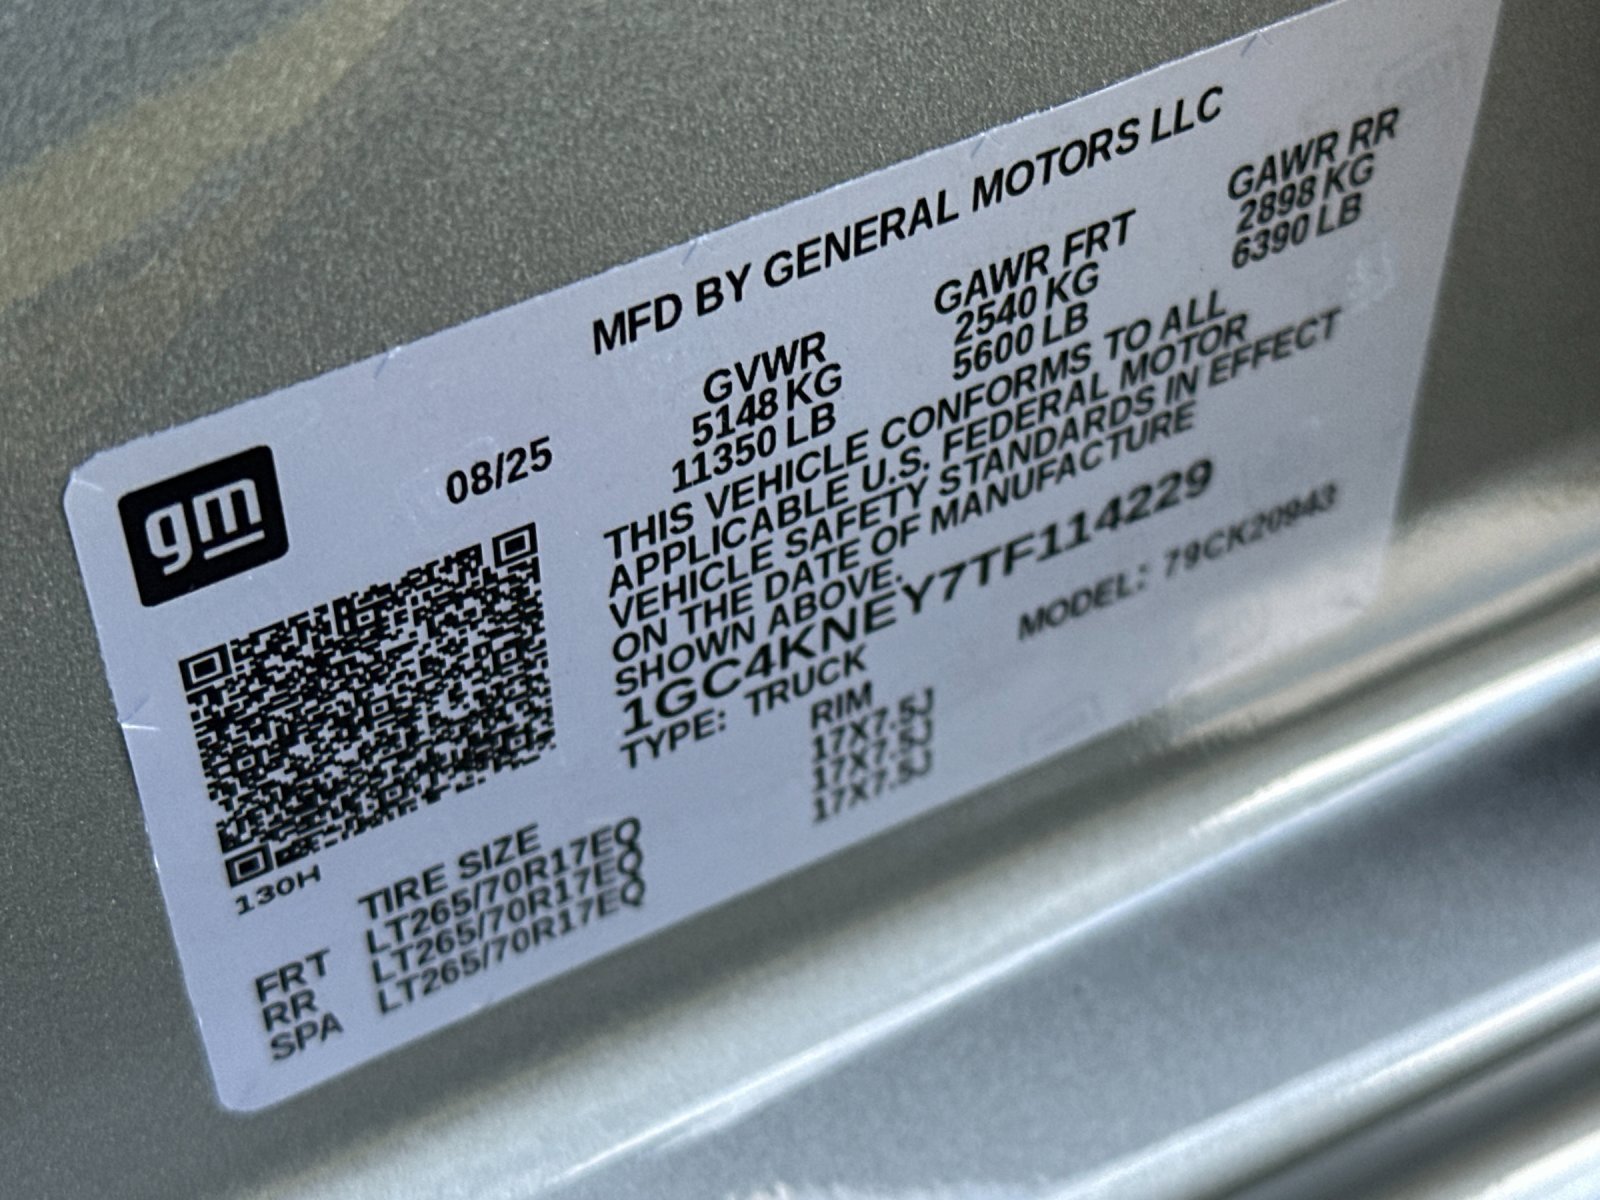 gm
08/25
MFD BY GENERAL MOTORS LLC
GVWR
5148 KG
11350 LB
GAWR FRT
2540 KG
5600 LB
GAWR RR
2898 KG
6390 LB
THIS VEHICLE CONFORMS TO ALL
APPLICABLE U.S. FEDERAL MOTOR
VEHICLE SAFETY STANDARDS IN EFFECT
ON THE DATE OF MANUFACTURE
SHOWN ABOVE.
1GC4KNEY7TF114229
TYPE: TRUCK
MODEL: 79CK20943
130H
TIRE SIZE RIM
FRT LT265/70R17EQ 17X7.5J
RR LT265/70R17EQ 17X7.5J
SPA LT265/70R17EQ 17X7.5J